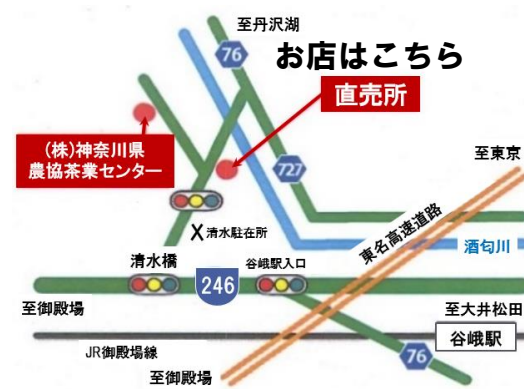 至丹沢湖
76
お店はこちら
直売所
(株)神奈川県
農協茶業センター
727
至東京
東名高速道路
X清水駐在所
酒匂川
清水橋
谷峨駅入口
246
至御殿場
至大井松田
谷峨駅
JR御殿場線
76
至御殿場